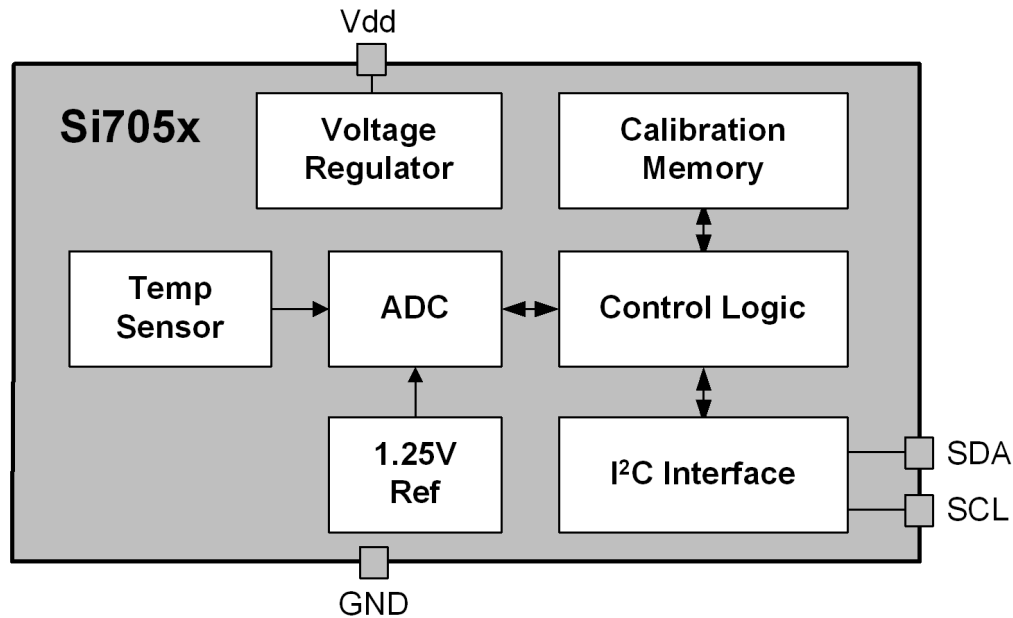 Vdd
Si705x
Voltage
Regulator
Calibration
Memory
Temp
Sensor
ADC
Control Logic
1.25V
Ref
I²C Interface
SDA
SCL
GND